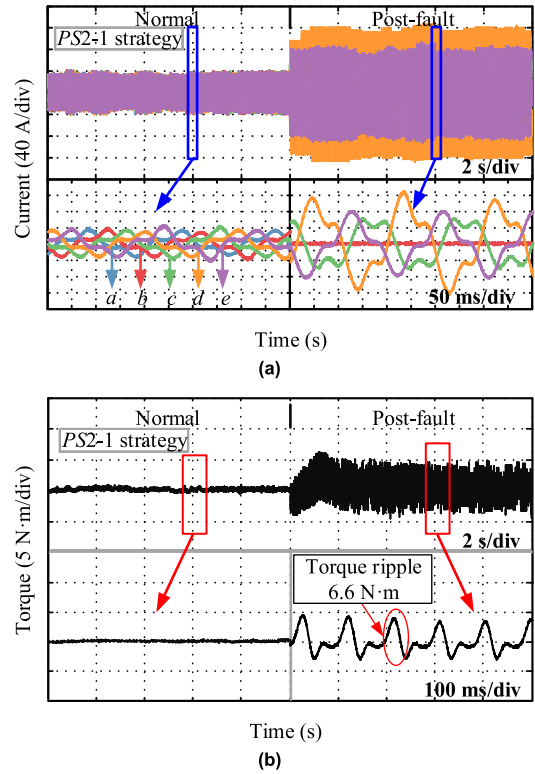 Normal
Post-fault
PS2-1 strategy
Current (40 A/div)
2 s/div
a b c d e
50 ms/div
Time (s)
(a)
Normal
Post-fault
PS2-1 strategy
Torque (5 N·m/div)
2 s/div
Torque ripple
6.6 N·m
100 ms/div
Time (s)
(b)